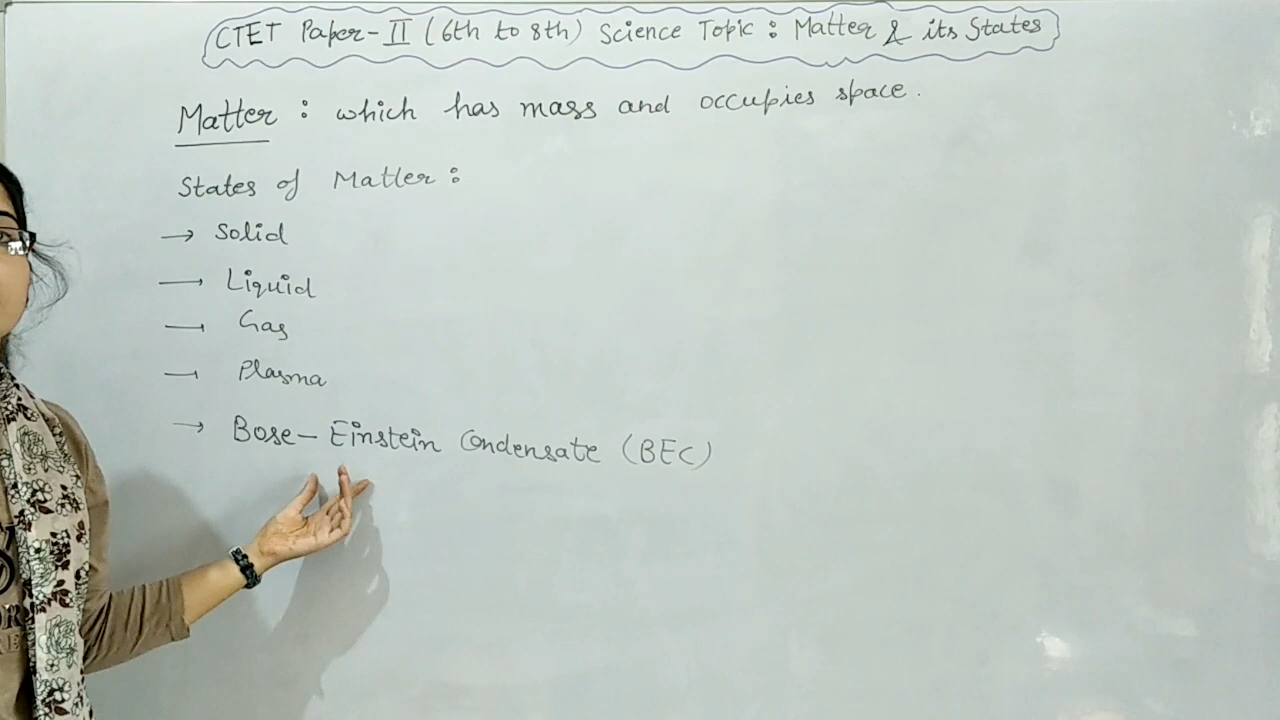 CTET Paper-II (6th to 8th) Science Topic : Matter & its States
Matter : which has mass and occupies space.
States of Matter :
→ Solid
→ Liquid
→ Gas
→ Plasma
→ Bose-Einstein Condensate (BEC)